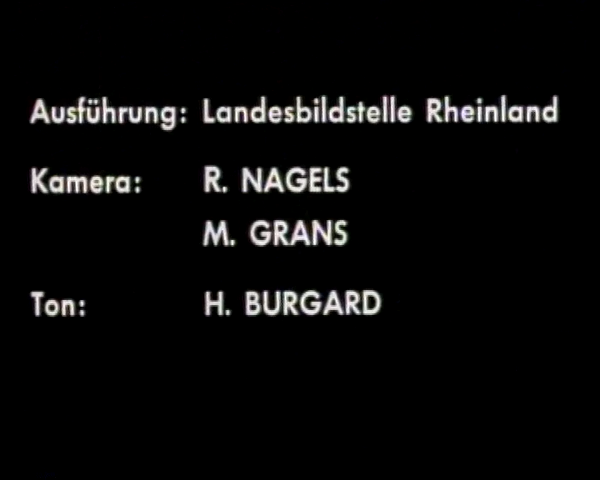 Ausführung: Landesbildstelle Rheinland
Kamera: R. NAGELS
M. GRANS
Ton: H. BURGARD